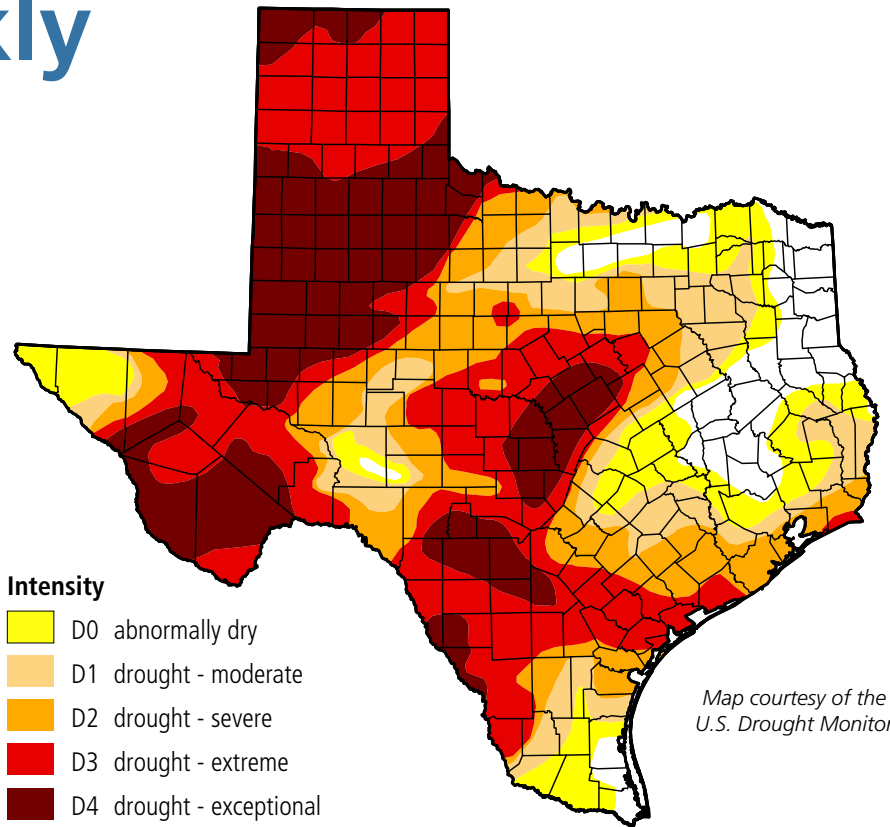 kly
Intensity
D0 abnormally dry
D1 drought - moderate
D2 drought - severe
D3 drought - extreme
D4 drought - exceptional
Map courtesy of the
U.S. Drought Monitor